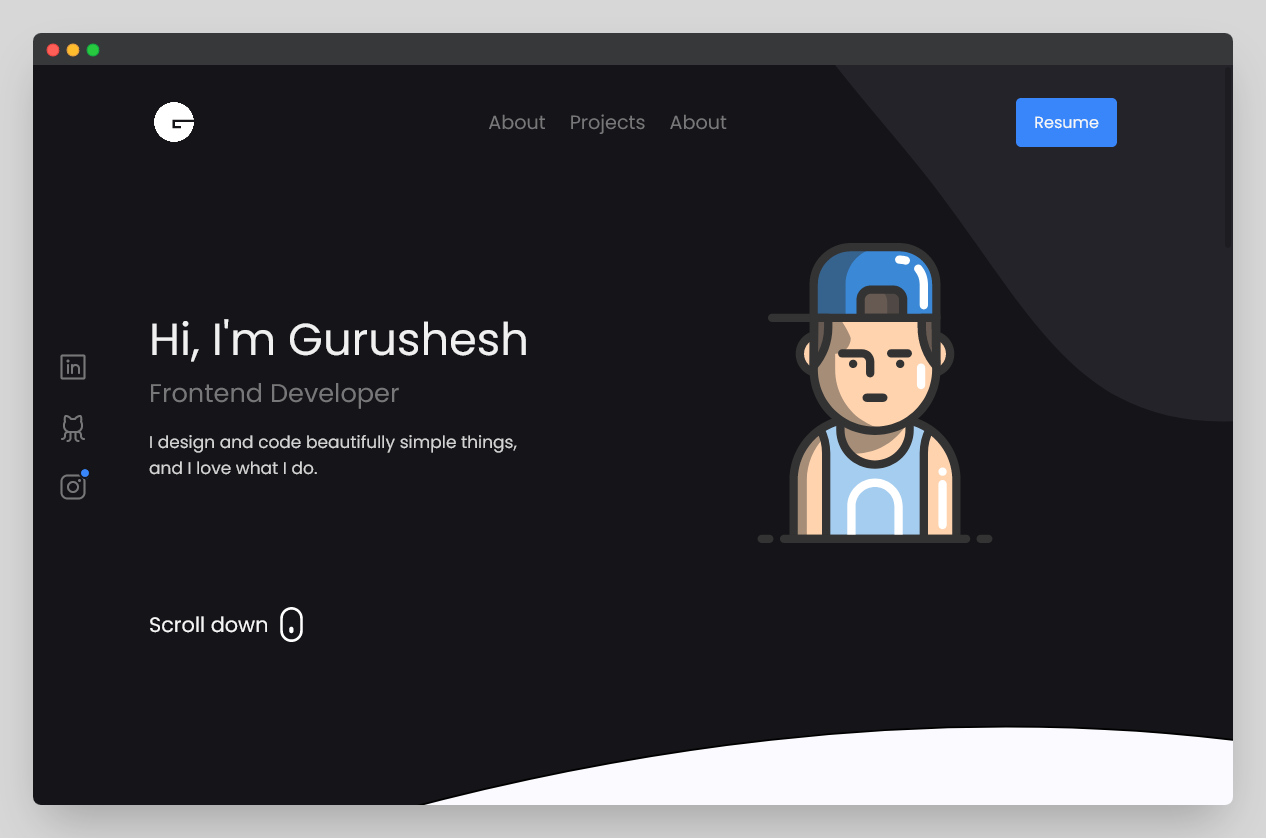 About Projects About
Resume
Hi, I'm Gurushesh
Frontend Developer
I design and code beautifully simple things,
and I love what I do.
in
Scroll down